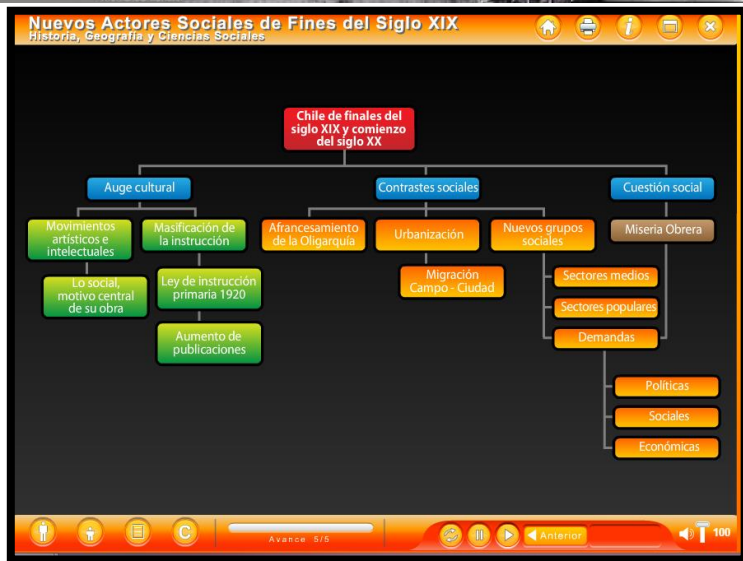 Nuevos Actores Sociales de Fines del Siglo XIX
Historia, Geografía y Ciencias Sociales
Chile de finales del
siglo XIX y comienzo
del siglo XX
Auge cultural
Contrastes sociales
Cuestión social
Movimientos
artísticos e
intelectuales
Masificación de
la instrucción
Afrancesamiento
de la Oligarquía
Urbanización
Nuevos grupos
sociales
Miseria Obrera
Lo social,
motivo central
de su obra
Ley de instrucción
primaria 1920
Migración
Campo - Ciudad
Sectores medios
Sectores populares
Aumento de
publicaciones
Demandas
Políticas
Sociales
Económicas
C
Avance 5/5
Anterior
100